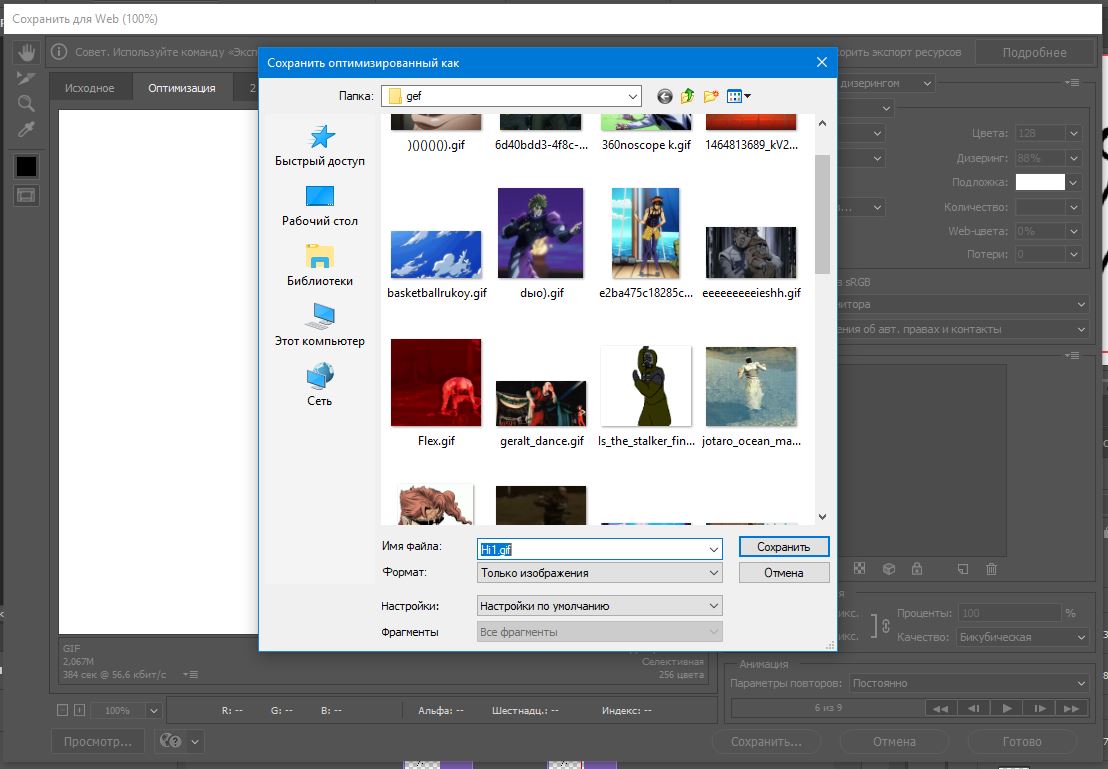 Сохранить для Web (100%)
Совет. Используйте команду «Эксп
орить экспорт ресурсов
Подробнее
Исходное
Оптимизация
2
дизерингом
Сохранить оптимизированный как
Папка:
gef
Быстрый доступ
Рабочий стол
Библиотеки
Этот компьютер
Сеть
)()()()).gif
6d40bdd3-4f8c-...
360noscope k.gif
1464813689_kV2...
basketballrukoy.gif
dыо).gif
e2ba475c18285c...
eeeeeeeeeieshh.gif
Flex.gif
geralt_dance.gif
Is_the_stalker_fin...
jotaro_ocean_ma...
Имя файла:
Hi1.gif
Сохранить
Формат:
Только изображения
Отмена
Настройки:
Настройки по умолчанию
Фрагменты
Все фрагменты
Цвета:
128
Дизеринг:
88%
Подложка:
Количество:
...
Web-цвета:
0%
Потери:
0
в sRGB
нитора
ения об авт. правах и контакты
я
икс.
Проценты:
100
%
икс.
Качество:
Бикубическая
GIF
2,067M
384 сек @ 56,6 кбит/с
Селективная
256 цвета
Анимация
Параметры повторов:
Постоянно
6 из 9
100%
R: --
G: --
B: --
Альфа: --
Шестнадц.: --
Индекс: --
Просмотр...
Сохранить...
Отмена
Готово